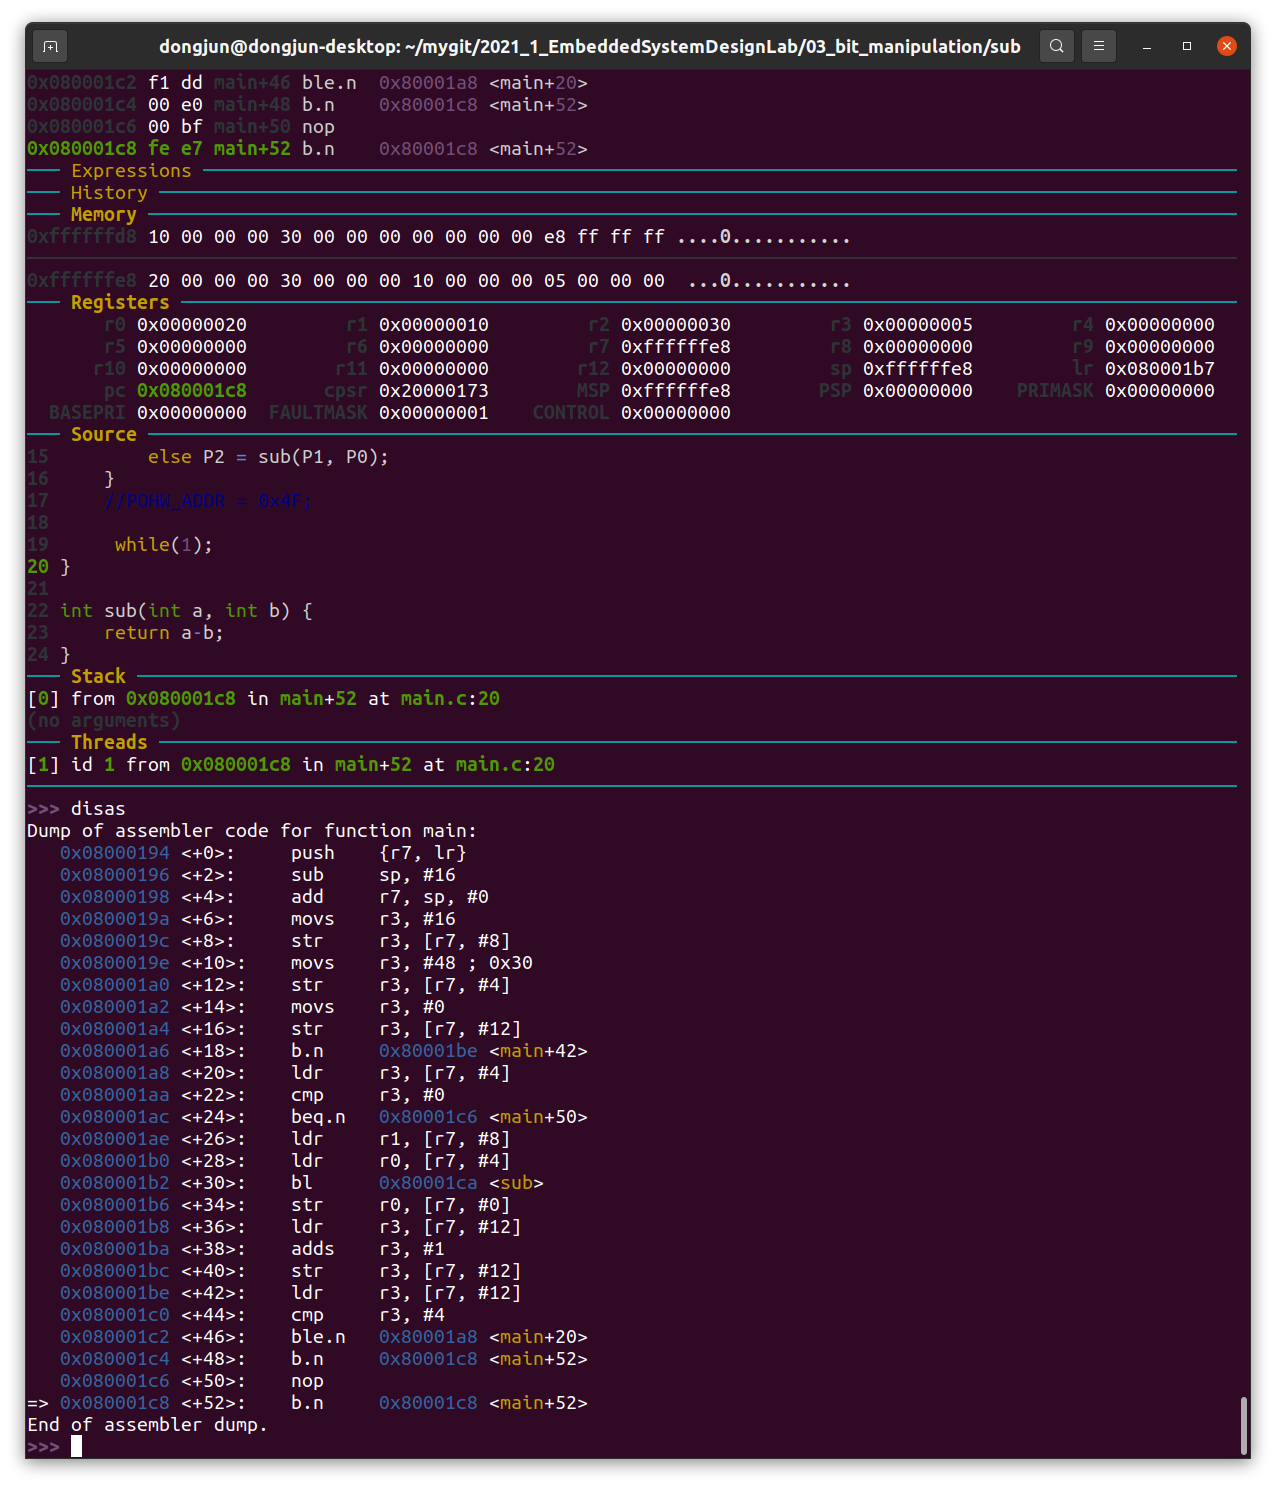 dongjun@dongjun-desktop: ~/mygit/2021_1_EmbeddedSystemDesignLab/03_bit_manipulation/sub
0x080001c2 f1 dd main+46 ble.n  0x80001a8 <main+20>
0x080001c4 00 e0 main+48 b.n    0x80001c8 <main+52>
0x080001c6 00 bf main+50 nop
0x080001c8 fe e7 main+52 b.n    0x80001c8 <main+52>
Expressions
History
Memory
0xffffffd8 10 00 00 00 30 00 00 00 00 00 00 00 e8 ff ff ff ....0...........
0xffffffe8 20 00 00 00 30 00 00 00 10 00 00 00 05 00 00 00  ...0...........
Registers
r0 0x00000020 r1 0x00000010 r2 0x00000030 r3 0x00000005 r4 0x00000000
r5 0x00000000 r6 0x00000000 r7 0xffffffe8 r8 0x00000000 r9 0x00000000
r10 0x00000000 r11 0x00000000 r12 0x00000000 sp 0xffffffe8 lr 0x080001b7
pc 0x080001c8 cpsr 0x20000173 MSP 0xffffffe8 PSP 0x00000000 PRIMASK 0x00000000
BASEPRI 0x00000000 FAULTMASK 0x00000001 CONTROL 0x00000000
Source
15         else P2 = sub(P1, P0);
16     }
17     //POHW_ADDR = 0x4F;
18
19      while(1);
20 }
21
22 int sub(int a, int b) {
23     return a-b;
24 }
Stack
[0] from 0x080001c8 in main+52 at main.c:20
(no arguments)
Threads
[1] id 1 from 0x080001c8 in main+52 at main.c:20
>>> disas
Dump of assembler code for function main:
   0x08000194 <+0>:     push    {r7, lr}
   0x08000196 <+2>:     sub     sp, #16
   0x08000198 <+4>:     add     r7, sp, #0
   0x0800019a <+6>:     movs    r3, #16
   0x0800019c <+8>:     str     r3, [r7, #8]
   0x0800019e <+10>:    movs    r3, #48 ; 0x30
   0x080001a0 <+12>:    str     r3, [r7, #4]
   0x080001a2 <+14>:    movs    r3, #0
   0x080001a4 <+16>:    str     r3, [r7, #12]
   0x080001a6 <+18>:    b.n     0x80001be <main+42>
   0x080001a8 <+20>:    ldr     r3, [r7, #4]
   0x080001aa <+22>:    cmp     r3, #0
   0x080001ac <+24>:    beq.n   0x80001c6 <main+50>
   0x080001ae <+26>:    ldr     r1, [r7, #8]
   0x080001b0 <+28>:    ldr     r0, [r7, #4]
   0x080001b2 <+30>:    bl      0x80001ca <sub>
   0x080001b6 <+34>:    str     r0, [r7, #0]
   0x080001b8 <+36>:    ldr     r3, [r7, #12]
   0x080001ba <+38>:    adds    r3, #1
   0x080001bc <+40>:    str     r3, [r7, #12]
   0x080001be <+42>:    ldr     r3, [r7, #12]
   0x080001c0 <+44>:    cmp     r3, #4
   0x080001c2 <+46>:    ble.n   0x80001a8 <main+20>
   0x080001c4 <+48>:    b.n     0x80001c8 <main+52>
   0x080001c6 <+50>:    nop
=> 0x080001c8 <+52>:    b.n     0x80001c8 <main+52>
End of assembler dump.
>>>